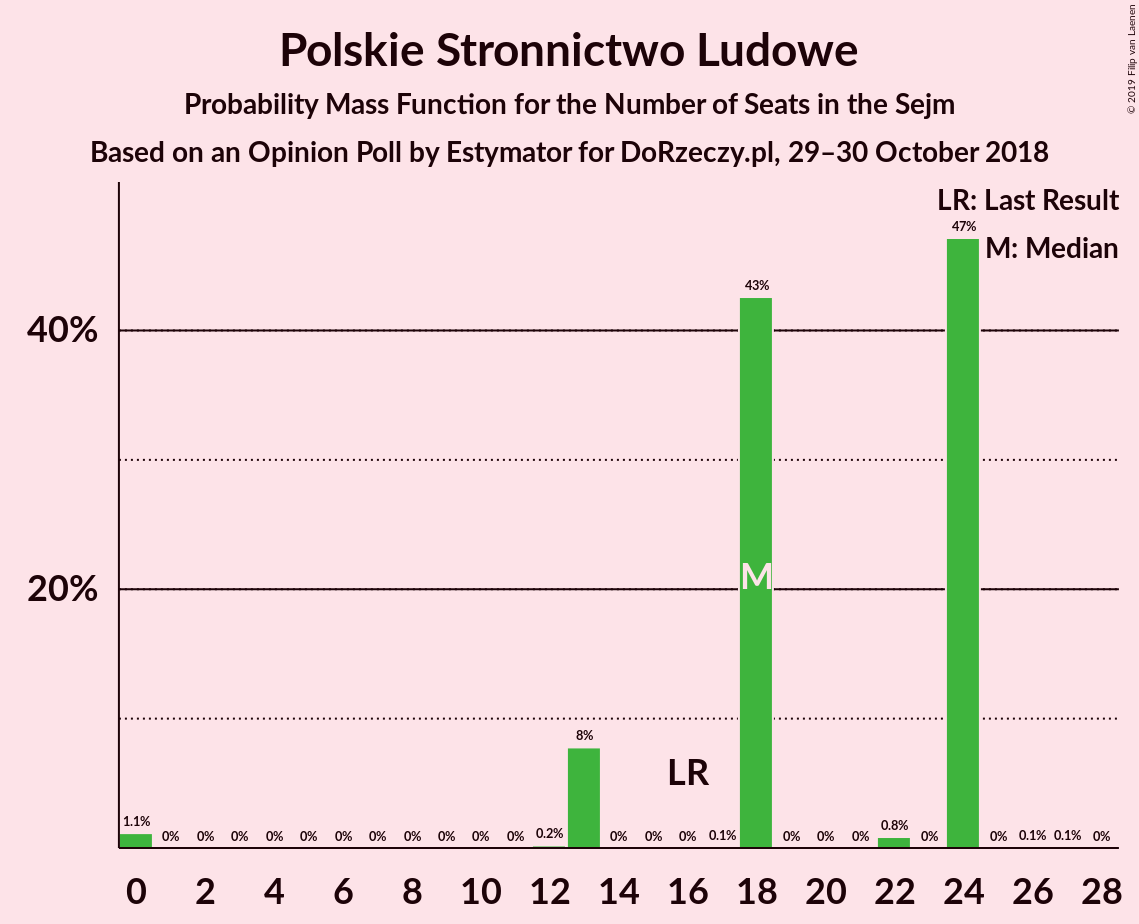 Polskie Stronnictwo Ludowe
Probability Mass Function for the Number of Seats in the Sejm
Based on an Opinion Poll by Estymator for DoRzeczy.pl, 29–30 October 2018
© 2019 Filip van Laenen
LR: Last Result
M: Median
40%
20%
1.1% 0% 0% 0% 0% 0% 0% 0% 0% 0% 0% 0% 0.2% 8% 0% 0% 0% 0.1% 43% 0% 0% 0% 0.8% 0% 47% 0% 0.1% 0.1% 0%
M
LR
0 2 4 6 8 10 12 14 16 18 20 22 24 26 28